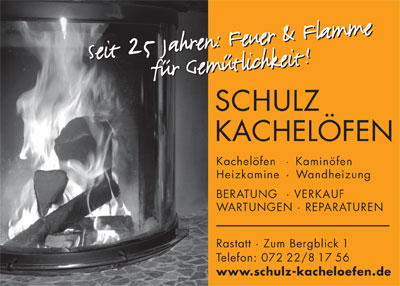 Seit 25 Jahren: Feuer & Flamme
für Gemütlichkeit!
SCHULZ
KACHELÖFEN
Kachelöfen · Kaminöfen
Heizkamine · Wandheizung
BERATUNG · VERKAUF
WARTUNGEN · REPARATUREN
Rastatt · Zum Bergblick 1
Telefon: 072 22/8 17 56
www.schulz-kacheloefen.de